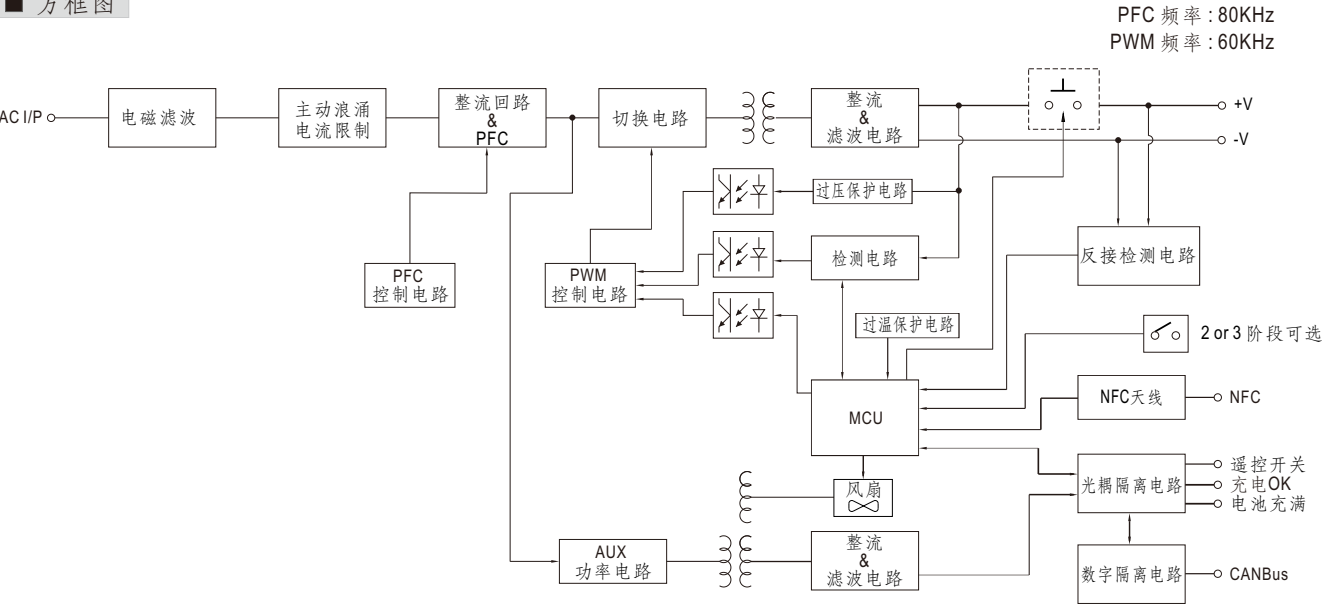 ■ 方框图
PFC 频率 : 80KHz
PWM 频率 : 60KHz
AC I/P
电磁滤波
主动浪涌
电流限制
整流回路
&
PFC
切换电路
整流
&
滤波电路
+V
-V
过压保护电路
检测电路
反接检测电路
PFC
控制电路
PWM
控制电路
过温保护电路
2 or 3 阶段可选
MCU
NFC天线
NFC
风扇
光耦隔离电路
遥控开关
充电OK
电池充满
AUX
功率电路
整流
&
滤波电路
数字隔离电路
CANBus